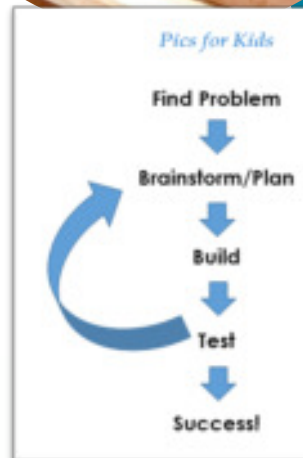 Pics for Kids
Find Problem
Brainstorm/Plan
Build
Test
Success!